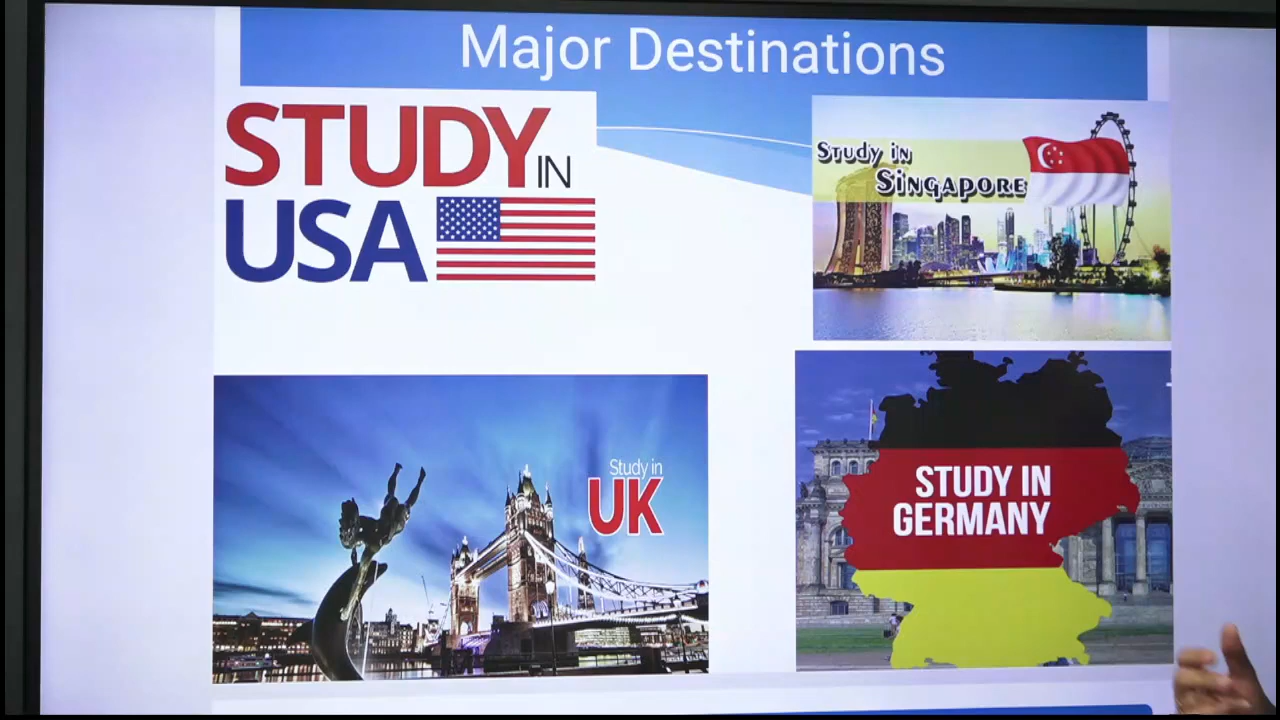 Major Destinations
STUDY IN
USA
Study in
SINGAPORE
Study in
UK
STUDY IN
GERMANY